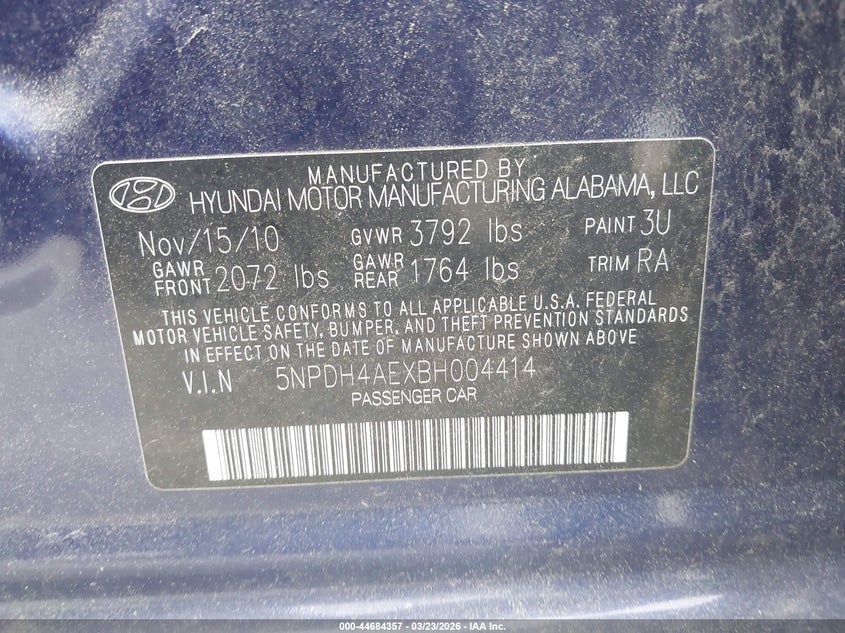 MANUFACTURED BY
HYUNDAI MOTOR MANUFACTURING ALABAMA, LLC
Nov/15/10 GVWR 3792 lbs PAINT 3U
GAWR FRONT 2072 lbs GAWR REAR 1764 lbs TRIM RA
THIS VEHICLE CONFORMS TO ALL APPLICABLE U.S.A. FEDERAL
MOTOR VEHICLE SAFETY, BUMPER, AND THEFT PREVENTION STANDARDS
IN EFFECT ON THE DATE OF MANUFACTURE SHOWN ABOVE
V.I.N 5NPDH4AEXBH004414
PASSENGER CAR
000-44684357 - 03/23/2026 - IAA Inc.